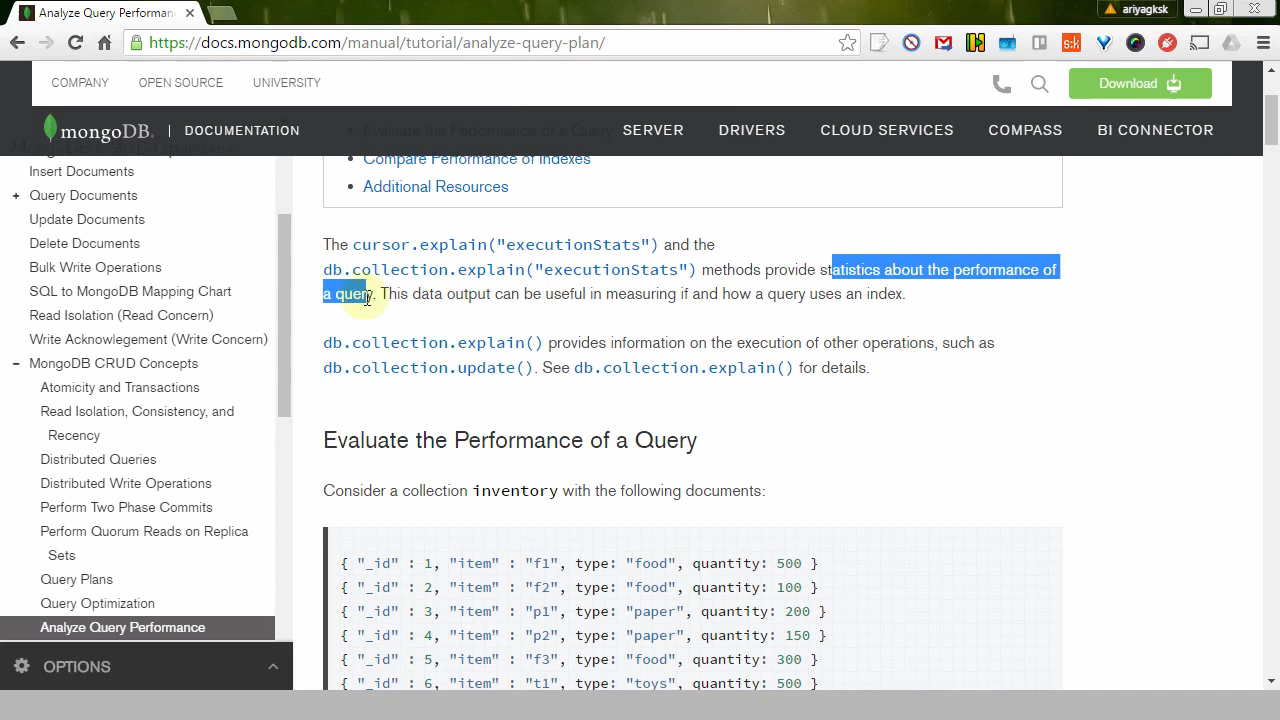 Analyze Query Performan
ariyagksk
https://docs.mongodb.com/manual/tutorial/analyze-query-plan/
COMPANY OPEN SOURCE UNIVERSITY
Download
mongoDB. | DOCUMENTATION
SERVER DRIVERS CLOUD SERVICES COMPASS BI CONNECTOR
MongoDB CRUD Operations
Insert Documents
+ Query Documents
Update Documents
Delete Documents
Bulk Write Operations
SQL to MongoDB Mapping Chart
Read Isolation (Read Concern)
Write Acknowlegement (Write Concern)
− MongoDB CRUD Concepts
Atomicity and Transactions
Read Isolation, Consistency, and
Recency
Distributed Queries
Distributed Write Operations
Perform Two Phase Commits
Perform Quorum Reads on Replica
Sets
Query Plans
Query Optimization
Analyze Query Performance
OPTIONS
• Evaluate the Performance of a Query
• Compare Performance of Indexes
• Additional Resources
The cursor.explain("executionStats") and the
db.collection.explain("executionStats") methods provide statistics about the performance of
a query. This data output can be useful in measuring if and how a query uses an index.
db.collection.explain() provides information on the execution of other operations, such as
db.collection.update(). See db.collection.explain() for details.
Evaluate the Performance of a Query
Consider a collection inventory with the following documents:
{ "_id" : 1, "item" : "f1", type: "food", quantity: 500 }
{ "_id" : 2, "item" : "f2", type: "food", quantity: 100 }
{ "_id" : 3, "item" : "p1", type: "paper", quantity: 200 }
{ "_id" : 4, "item" : "p2", type: "paper", quantity: 150 }
{ "_id" : 5, "item" : "f3", type: "food", quantity: 300 }
{ "_id" : 6, "item" : "t1", type: "toys", quantity: 500 }